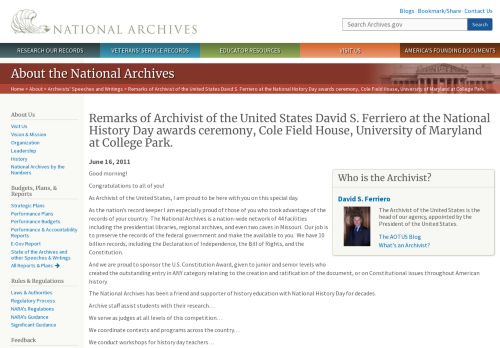 NATIONAL ARCHIVES
Blogs · Bookmark/Share · Contact Us
Search Archives.gov
Search
RESEARCH OUR RECORDS
VETERANS' SERVICE RECORDS
EDUCATOR RESOURCES
VISIT US
AMERICA'S FOUNDING DOCUMENTS
About the National Archives
Home > About > Archivists' Speeches and Writings > Remarks of Archivist of the United States David S. Ferriero at the National History Day awards ceremony, Cole Field House, University of Maryland at College Park.
About Us
Visit Us
Vision & Mission
Organization
Leadership
History
National Archives by the
Numbers
Budgets, Plans, &
Reports
Strategic Plans
Performance Plans
Performance Budgets
Performance & Accountability
Reports
E-Gov Report
State of the Archives and
other Speeches & Writings
All Reports & Plans
Rules & Regulations
Laws & Authorities
Regulatory Process
NARA's Regulations
NARA's Guidance
Significant Guidance
Feedback
Remarks of Archivist of the United States David S. Ferriero at the National
History Day awards ceremony, Cole Field House, University of Maryland
at College Park.
June 16, 2011
Good morning!
Congratulations to all of you!
As Archivist of the United States, I am proud to be here with you on this special day.
As the nation's record keeper I am especially proud of those of you who took advantage of the
records of your country. The National Archives is a nation-wide network of 44 facilities
including the presidential libraries, regional archives, and even two caves in Missouri. Our job is
to preserve the records of the federal government and make the available to you. We have 10
billion records, including the Declaration of Independence, the Bill of Rights, and the
Constitution.
And we are proud to sponsor the U.S. Constitution Award, given to junior and senior levels who
created the outstanding entry in ANY category relating to the creation and ratification of the document, or on Constitutional issues throughout American
history.
The National Archives has been a friend and supporter of history education with National History Day for decades.
Archive staff assist students with their research…
We serve as judges at all levels of this competition…
We coordinate contests and programs across the country…
We conduct workshops for history day teachers…
Who is the Archivist?
David S. Ferriero
The Archivist of the United States is the
head of our agency, appointed by the
President of the United States.
The AOTUS Blog
What's an Archivist?